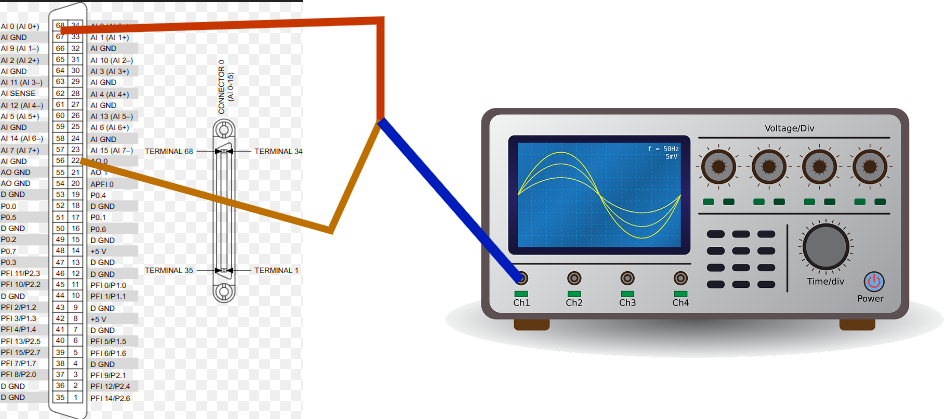 AI 0 (AI 0+) 68 34
AI GND 67 33 AI 1 (AI 1+)
AI 9 (AI 1–) 66 32 AI GND
AI 2 (AI 2+) 65 31 AI 10 (AI 2–)
AI GND 64 30 AI 3 (AI 3+)
AI 11 (AI 3–) 63 29 AI GND
AI SENSE 62 28 AI 4 (AI 4+)
AI 12 (AI 4–) 61 27 AI GND
AI 5 (AI 5+) 60 26 AI 13 (AI 5–)
AI GND 59 25 AI 6 (AI 6+)
AI 14 (AI 6–) 58 24 AI GND
AI 7 (AI 7+) 57 23 AI 15 (AI 7–)
AI GND 56 22 AO 0
AO GND 55 21 AO 1
AO GND 54 20 APFI 0
D GND 53 19 P0.4
P0.0 52 18 D GND
P0.5 51 17 P0.1
D GND 50 16 P0.6
P0.2 49 15 D GND
P0.7 48 14 +5 V
P0.3 47 13 D GND
PFI 11/P2.3 46 12 D GND
PFI 10/P2.2 45 11 PFI 0/P1.0
D GND 44 10 PFI 1/P1.1
PFI 2/P1.2 43 9 D GND
PFI 3/P1.3 42 8 +5 V
PFI 4/P1.4 41 7 D GND
PFI 13/P2.5 40 6 PFI 5/P1.5
PFI 15/P2.7 39 5 PFI 6/P1.6
PFI 7/P1.7 38 4 D GND
PFI 8/P2.0 37 3 PFI 9/P2.1
D GND 36 2 PFI 12/P2.4
D GND 35 1 PFI 14/P2.6
CONNECTOR 0
(AI 0-15)
TERMINAL 68 TERMINAL 34
TERMINAL 35 TERMINAL 1
Voltage/Div
f = 50Hz
5mV
Time/div
Power
Ch1 Ch2 Ch3 Ch4